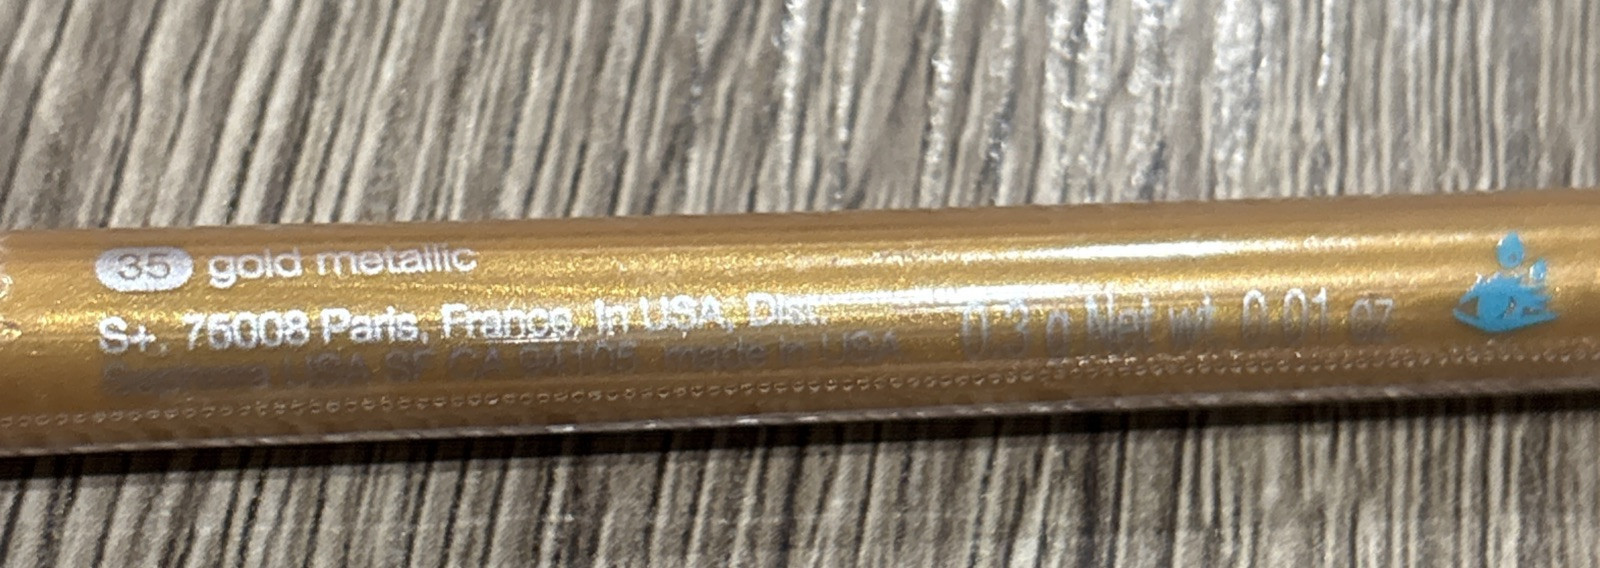 35 gold metallic
S+, 75008 Paris, France, In USA, Dist.
USA SF CA 94105, made in USA
0.3 g Net wt. 0.01 oz